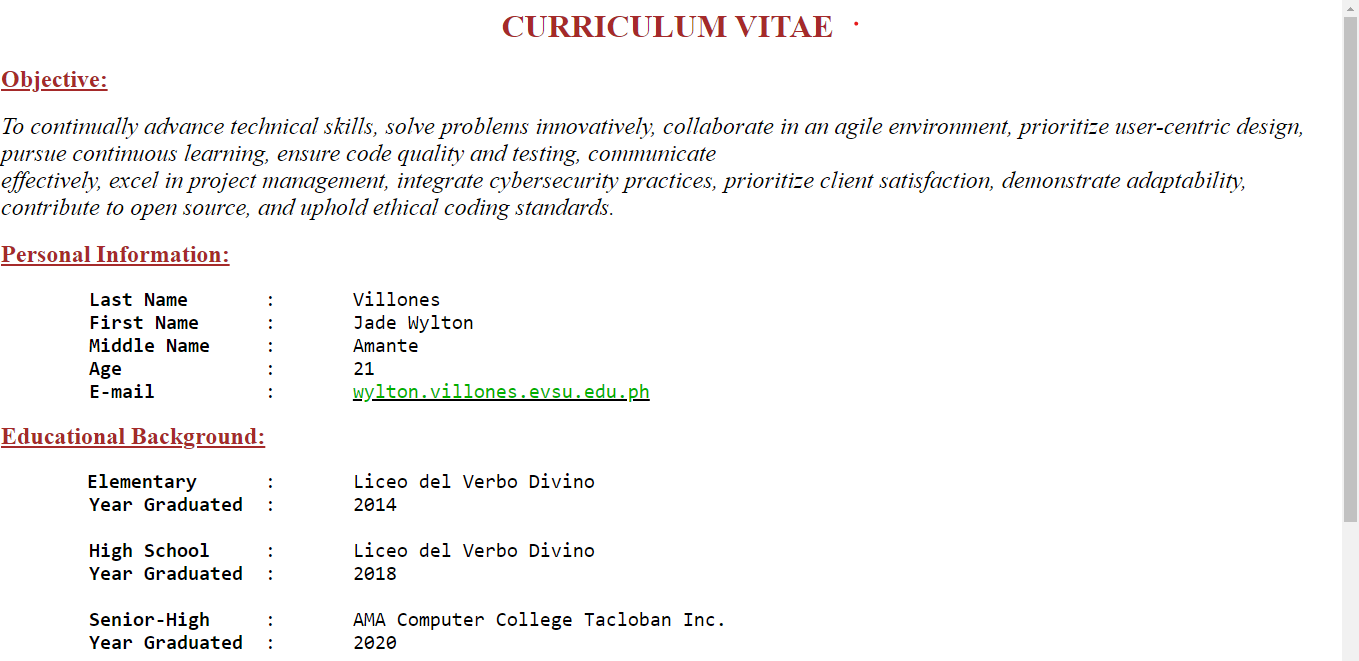 CURRICULUM VITAE
Objective:
To continually advance technical skills, solve problems innovatively, collaborate in an agile environment, prioritize user-centric design,
pursue continuous learning, ensure code quality and testing, communicate
effectively, excel in project management, integrate cybersecurity practices, prioritize client satisfaction, demonstrate adaptability,
contribute to open source, and uphold ethical coding standards.
Personal Information:
Last Name : Villones
First Name : Jade Wylton
Middle Name : Amante
Age : 21
E-mail : wylton.villones.evsu.edu.ph
Educational Background:
Elementary : Liceo del Verbo Divino
Year Graduated : 2014
High School : Liceo del Verbo Divino
Year Graduated : 2018
Senior-High : AMA Computer College Tacloban Inc.
Year Graduated : 2020